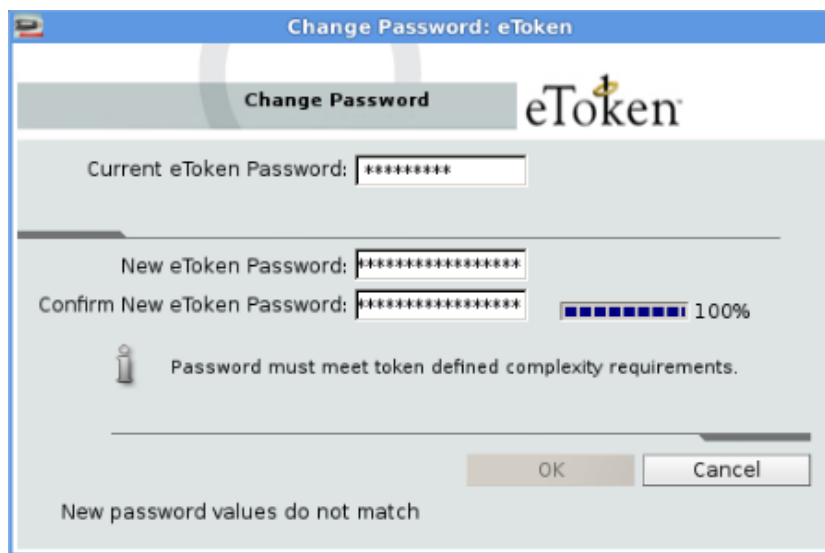 Change Password: eToken
Change Password
eToken
Current eToken Password: *********
New eToken Password: *****************
Confirm New eToken Password: *****************
100%
Password must meet token defined complexity requirements.
OK
Cancel
New password values do not match